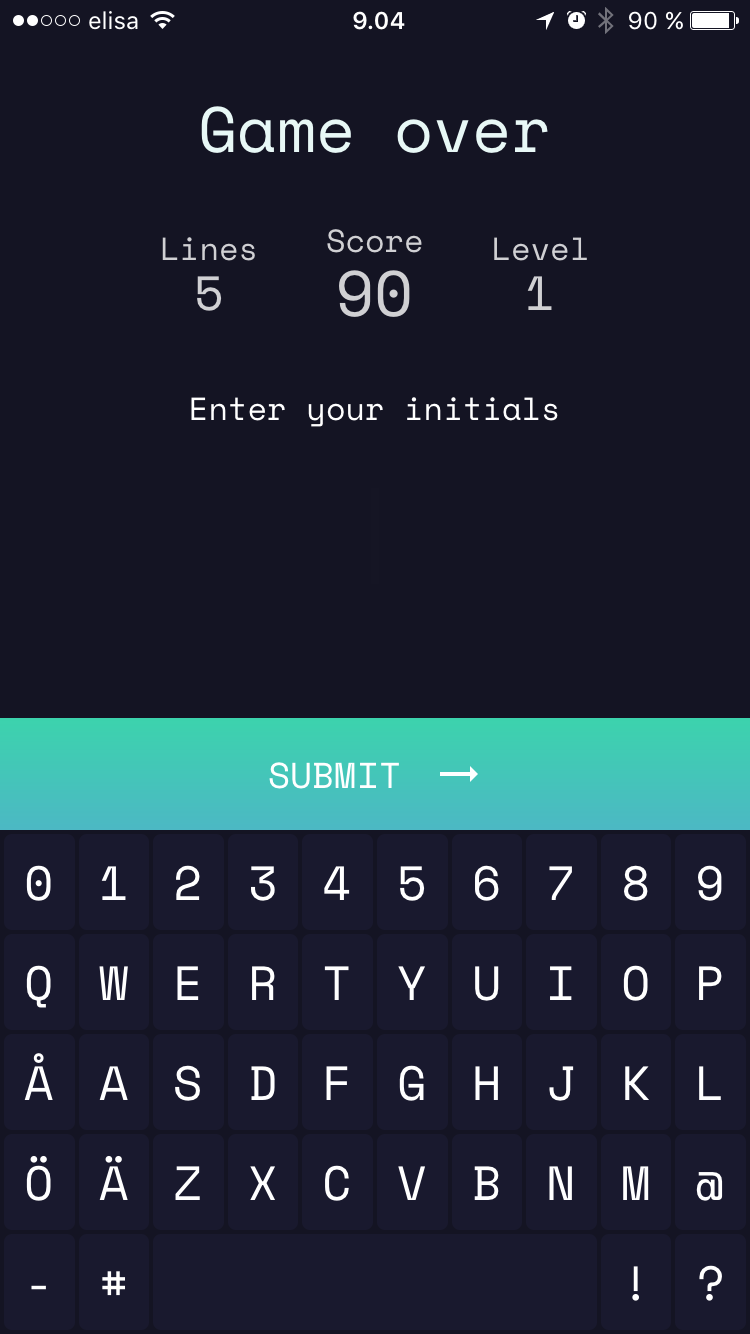 elisa 9.04 90 %
Game over
Lines Score Level
5 90 1
Enter your initials
SUBMIT →
0 1 2 3 4 5 6 7 8 9
Q W E R T Y U I O P
Å A S D F G H J K L
Ö Ä Z X C V B N M @
- # ! ?